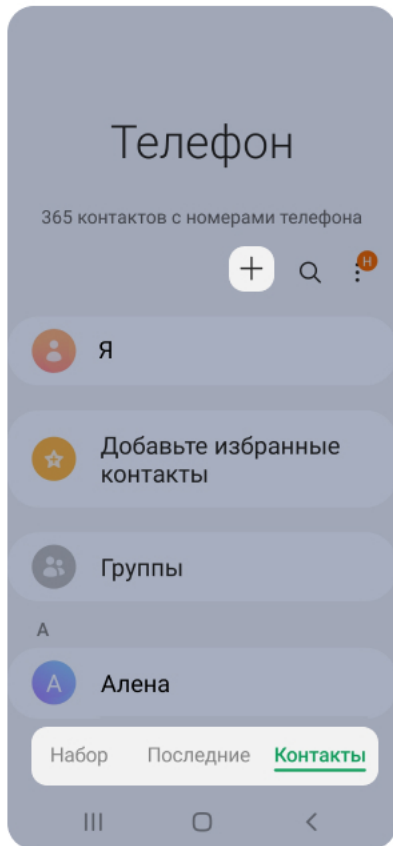 Телефон
365 контактов с номерами телефона
Н
Я
Добавьте избранные
контакты
Группы
А
А Алена
Набор Последние Контакты